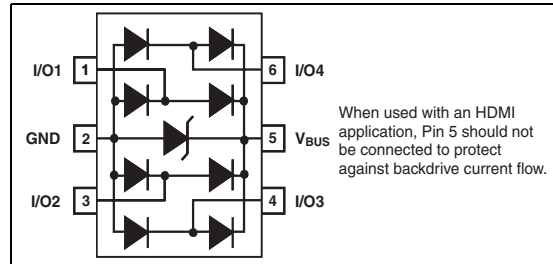 I/O1 1
6 I/O4
GND 2
5 VBUS
I/O2 3
4 I/O3
When used with an HDMI
application, Pin 5 should not
be connected to protect
against backdrive current flow.